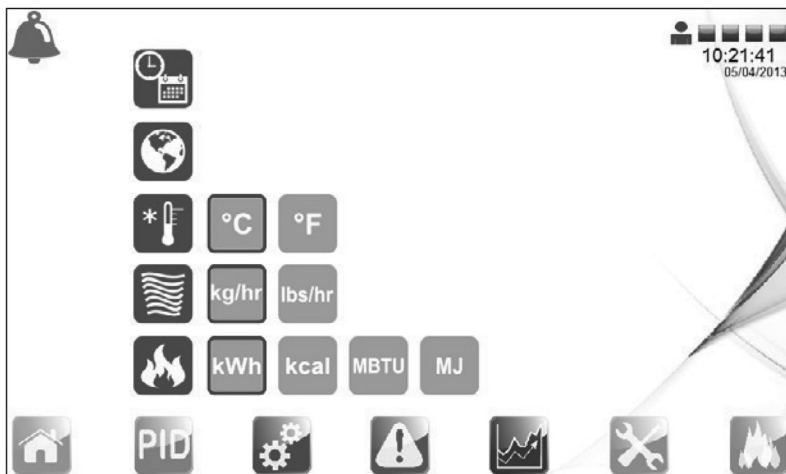 10:21:41
05/04/2013
°C °F
kg/hr lbs/hr
kWh kcal MBTU MJ
PID